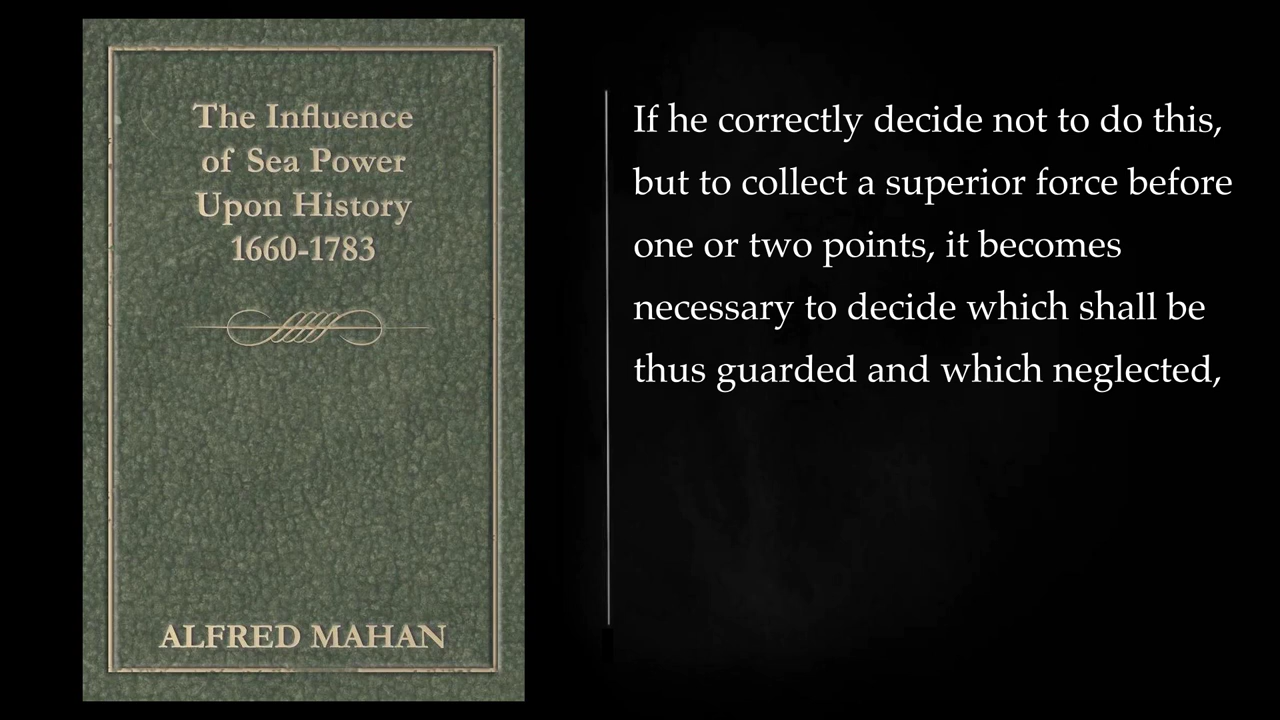 The Influence
of Sea Power
Upon History
1660-1783
ALFRED MAHAN
If he correctly decide not to do this,
but to collect a superior force before
one or two points, it becomes
necessary to decide which shall be
thus guarded and which neglected,